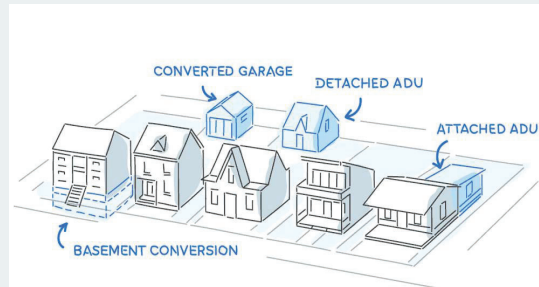 CONVERTED GARAGE
DETACHED ADU
ATTACHED ADU
BASEMENT CONVERSION